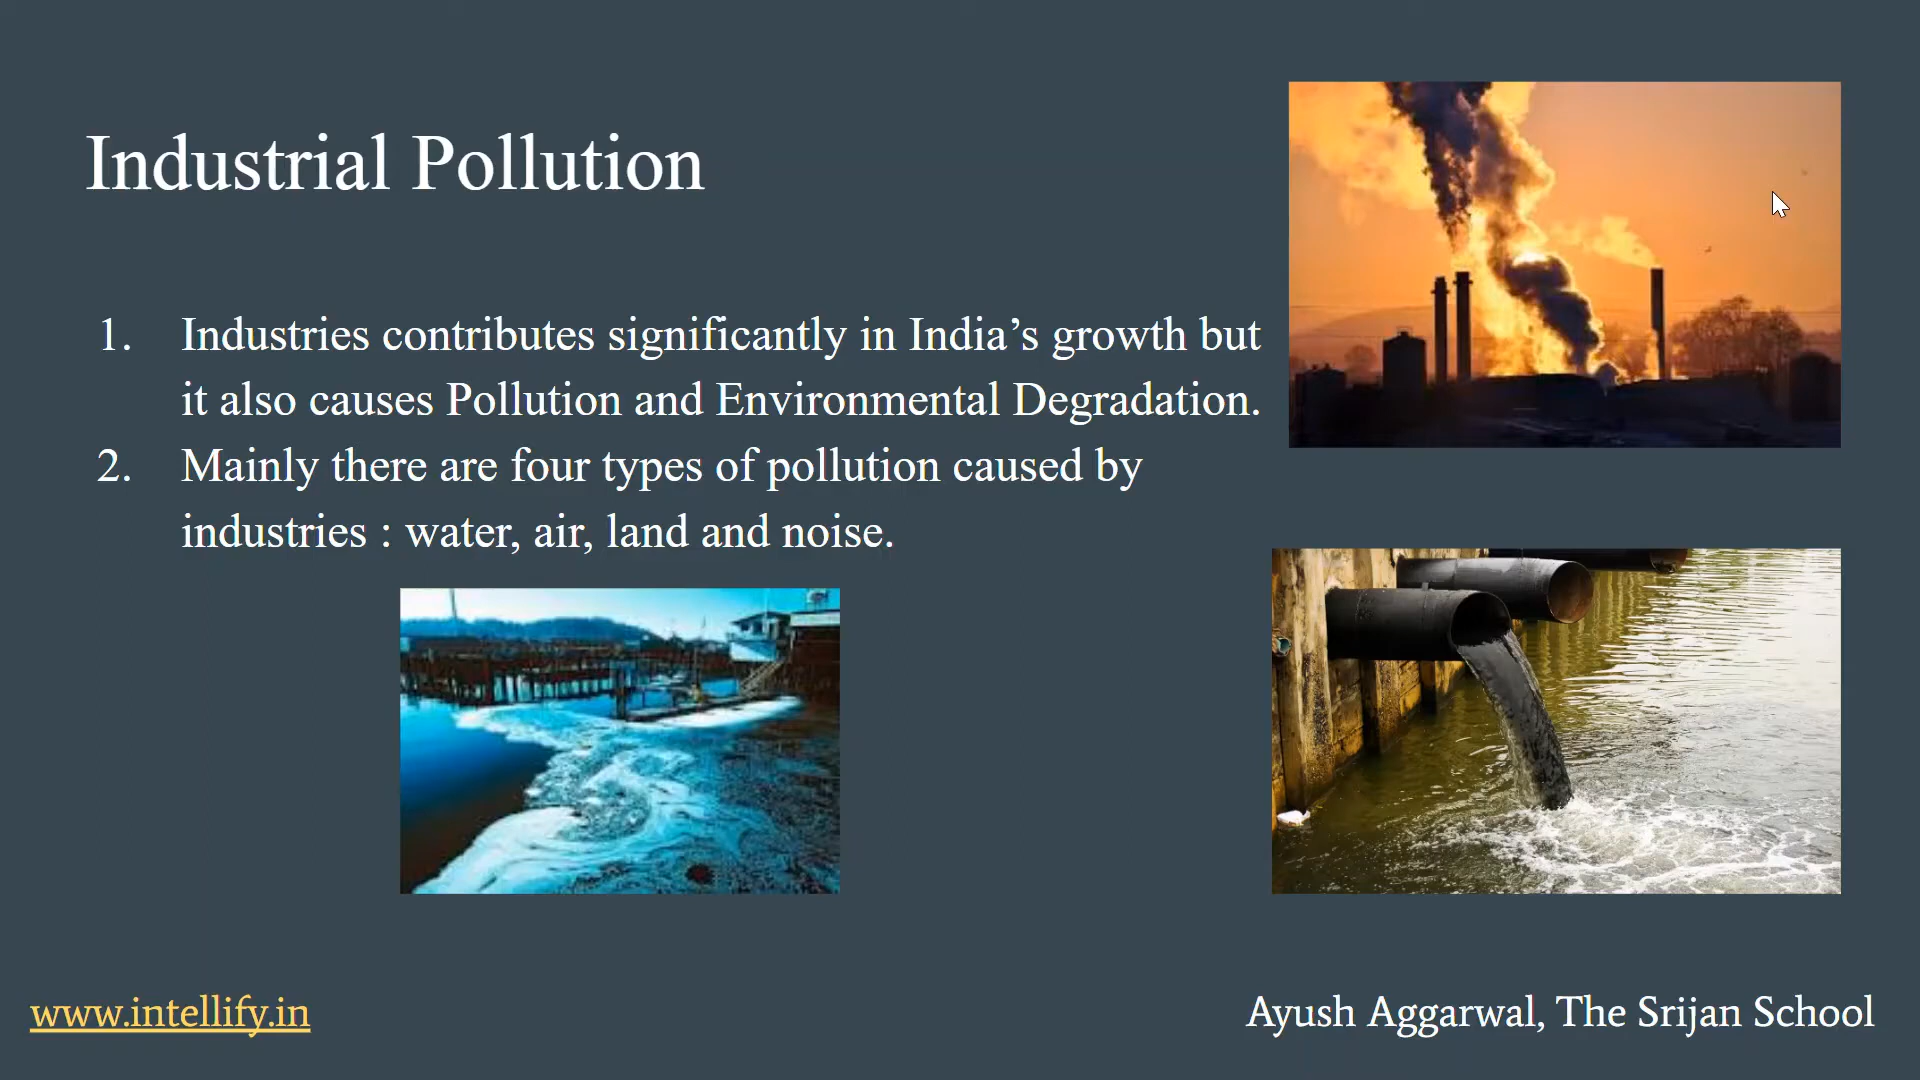 Industrial Pollution
1. Industries contributes significantly in India’s growth but
it also causes Pollution and Environmental Degradation.
2. Mainly there are four types of pollution caused by
industries : water, air, land and noise.
www.intellify.in
Ayush Aggarwal, The Srijan School